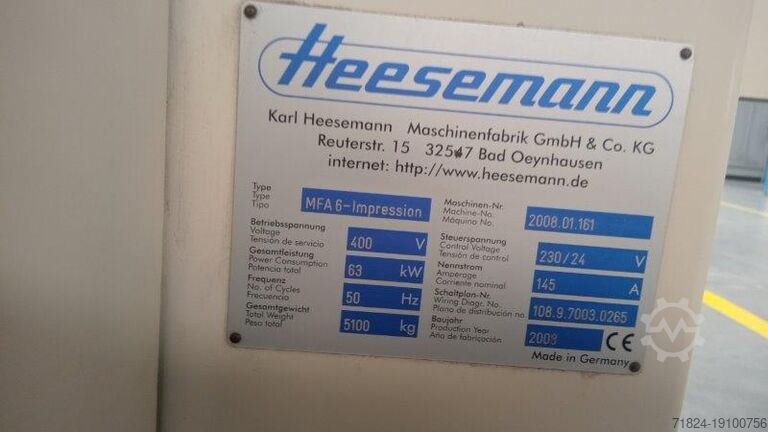 Heesemann
Karl Heesemann Maschinenfabrik GmbH & Co. KG
Reuterstr. 15 32547 Bad Oeynhausen
internet: http://www.heesemann.de
Type
Type
Tipo
MFA 6-Impression
Maschinen-Nr.
Machine-No.
Máquino No.
2008.01.161
Betriebsspannung
Voltage
Tensión de servicio
400 V
Steuerspannung
Control Voltage
Tensión de control
230/24 V
Gesamtleistung
Power Consumption
Potencia total
63 kW
Nennstrom
Amperage
Corriente nominal
145 A
Frequenz
No. of Cycles
Frecuencia
50 Hz
Schaltplan-Nr.
Wiring Diagr. No.
Plano de distribución no.
108.9.7003.0265
Gesamtgewicht
Total Weight
Peso total
5100 kg
Baujahr
Production Year
Año de fabricación
2008
CE
Made in Germany
71824-19100756